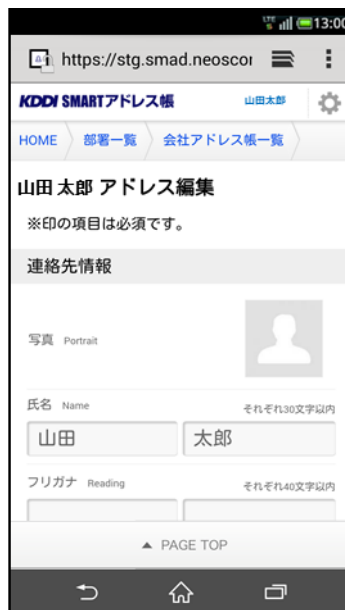 LTE 13:00
https://stg.smad.neoscor
KDDI SMARTアドレス帳 山田太郎
HOME 部署一覧 会社アドレス帳一覧
山田 太郎 アドレス編集
※印の項目は必須です。
連絡先情報
写真 Portrait
氏名 Name それぞれ30文字以内
山田 太郎
フリガナ Reading それぞれ40文字以内
▲ PAGE TOP